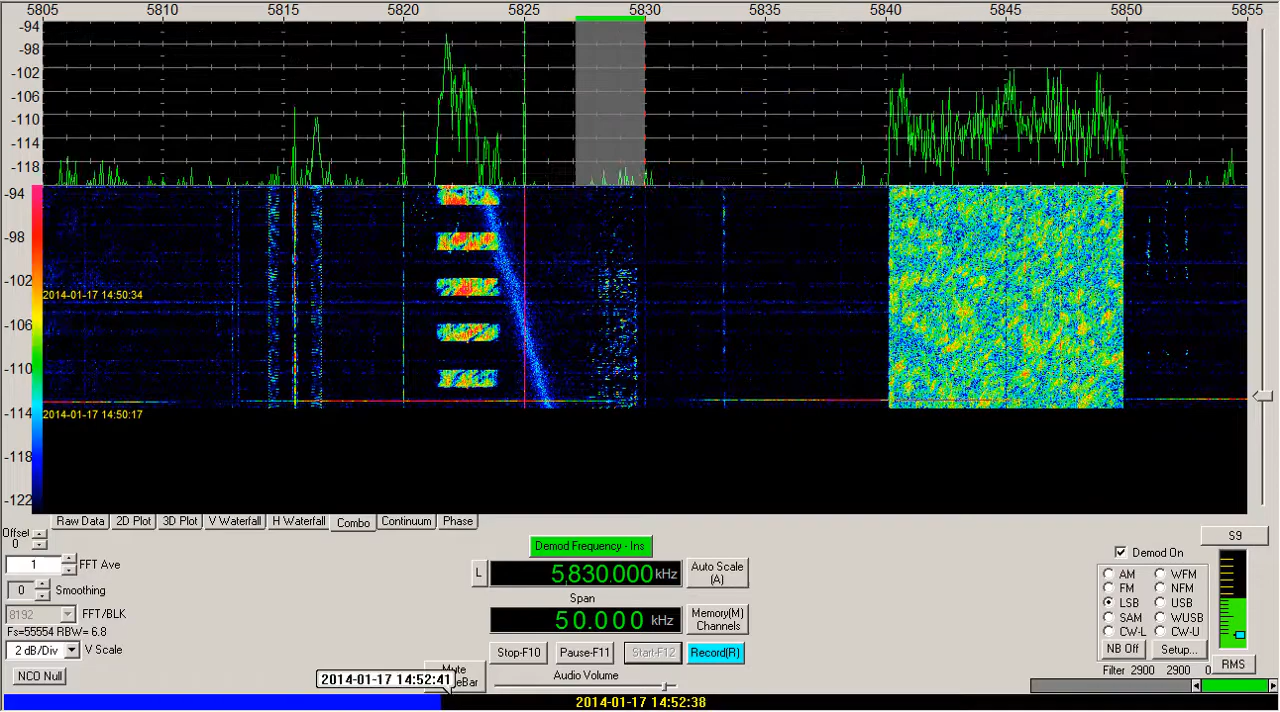 5805 5810 5815 5820 5825 5830 5835 5840 5845 5850 5855
-94
-98
-102
-106
-110
-114
-118
-94
-98
-102
2014-01-17 14:50:34
-106
-110
-114
2014-01-17 14:50:17
-118
-122
Raw Data 2D Plot 3D Plot V Waterfall H Waterfall Combo Continuum Phase
Offset
0
1 FFT Ave
0 Smoothing
8192 FFT/BLK
Fs=55554 RBW= 6.8
2 dB/Div V Scale
NCO Null
Demod Frequency - Ins
L 5,830.000 kHz Auto Scale
(A)
Span
50.000 kHz Memory(M)
Channels
Stop-F10 Pause-F11 Start-F12 Record(R)
Audio Volume
Mute
Bar
2014-01-17 14:52:41
2014-01-17 14:52:38
S9
Demod On
AM WFM
FM NFM
LSB USB
SAM WUSB
CW-L CW-U
NB Off Setup...
Filter 2900 2900 0
RMS